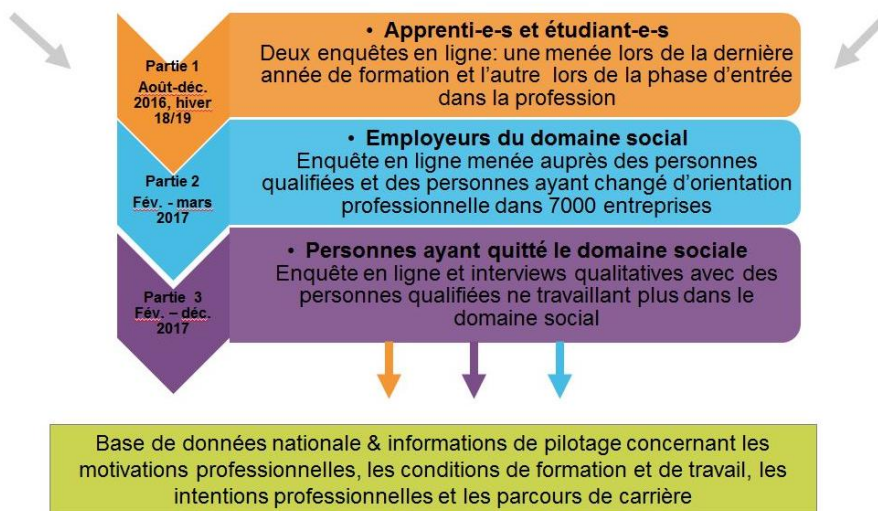 Partie 1
Août-déc.
2016, hiver
18/19
• Apprenti-e-s et étudiant-e-s
Deux enquêtes en ligne: une menée lors de la dernière
année de formation et l'autre lors de la phase d'entrée
dans la profession
Partie 2
Fév. - mars
2017
• Employeurs du domaine social
Enquête en ligne menée auprès des personnes
qualifiées et des personnes ayant changé d'orientation
professionnelle dans 7000 entreprises
Partie 3
Fév. – déc.
2017
• Personnes ayant quitté le domaine sociale
Enquête en ligne et interviews qualitatives avec des
personnes qualifiées ne travaillant plus dans le
domaine social
Base de données nationale & informations de pilotage concernant les
motivations professionnelles, les conditions de formation et de travail, les
intentions professionnelles et les parcours de carrière